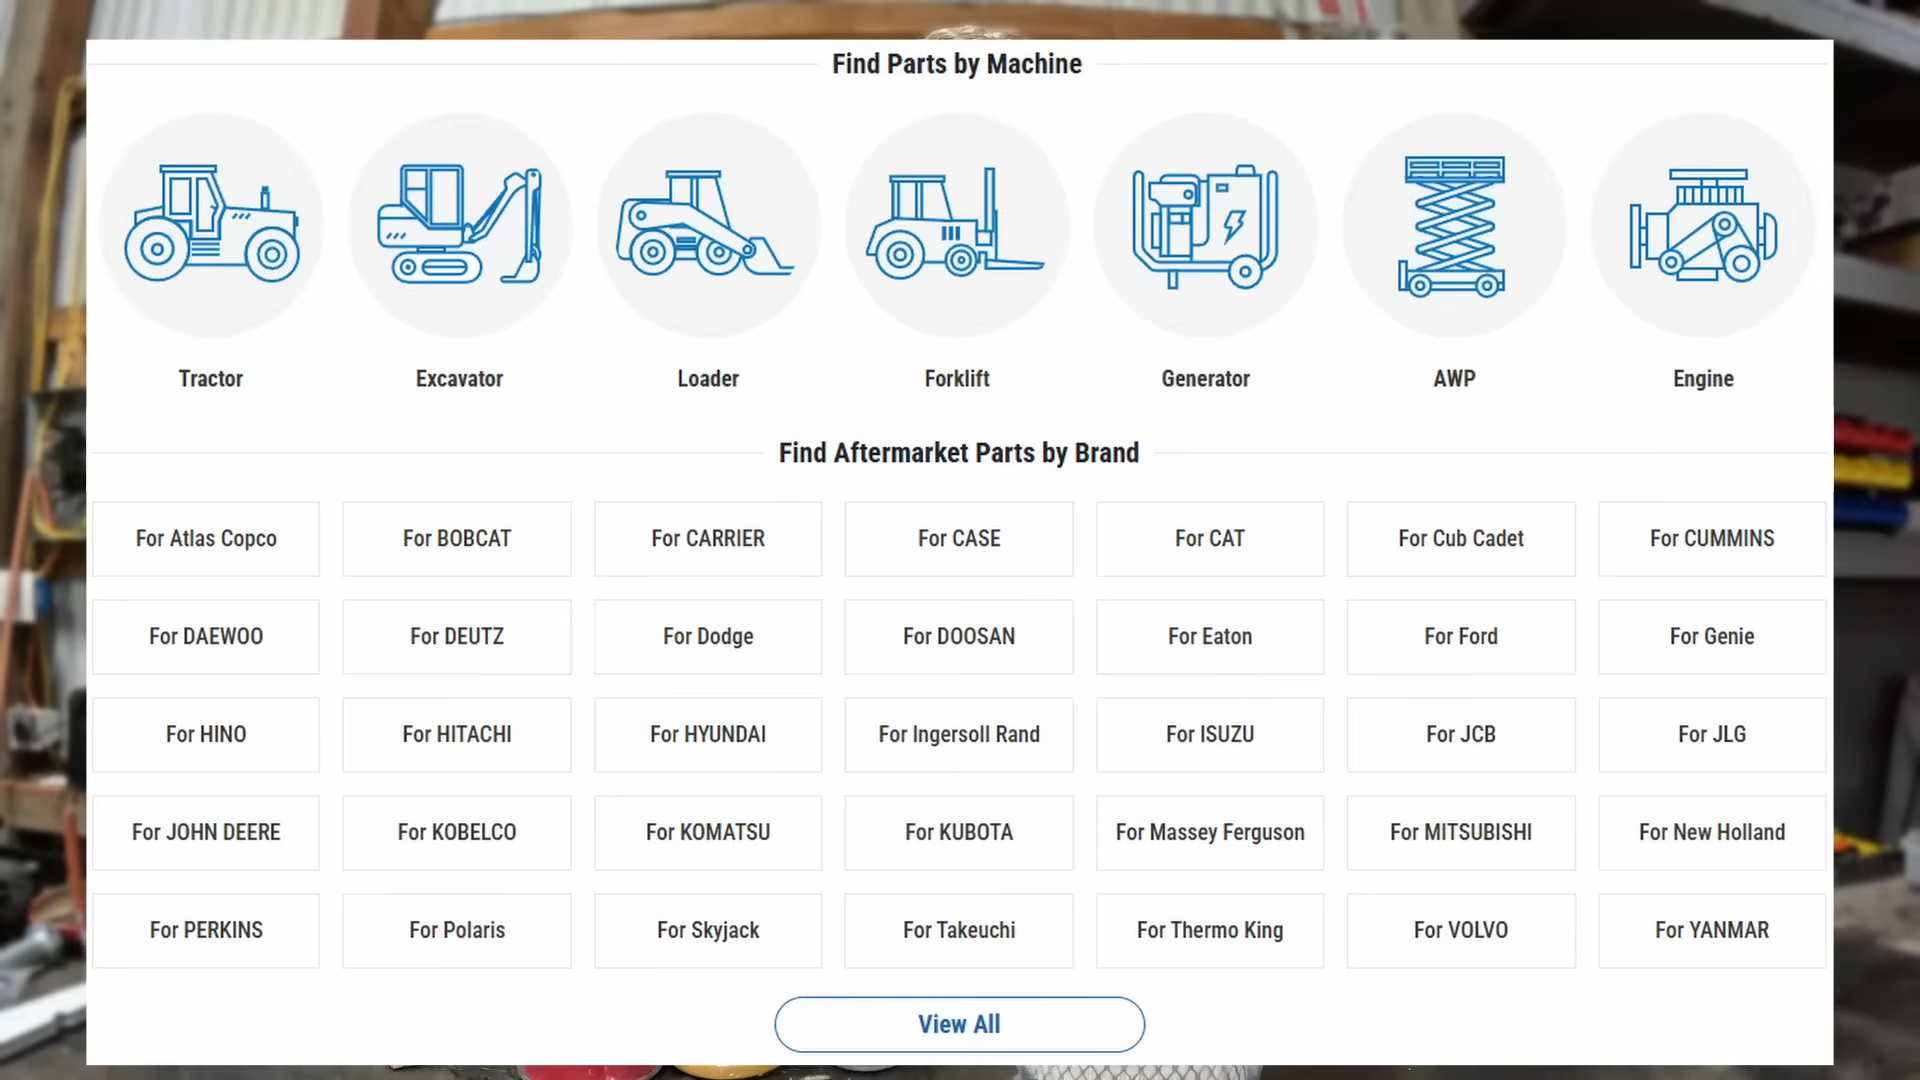 Find Parts by Machine
Tractor
Excavator
Loader
Forklift
Generator
AWP
Engine
Find Aftermarket Parts by Brand
For Atlas Copco
For BOBCAT
For CARRIER
For CASE
For CAT
For Cub Cadet
For CUMMINS
For DAEWOO
For DEUTZ
For Dodge
For DOOSAN
For Eaton
For Ford
For Genie
For HINO
For HITACHI
For HYUNDAI
For Ingersoll Rand
For ISUZU
For JCB
For JLG
For JOHN DEERE
For KOBELCO
For KOMATSU
For KUBOTA
For Massey Ferguson
For MITSUBISHI
For New Holland
For PERKINS
For Polaris
For Skyjack
For Takeuchi
For Thermo King
For VOLVO
For YANMAR
View All